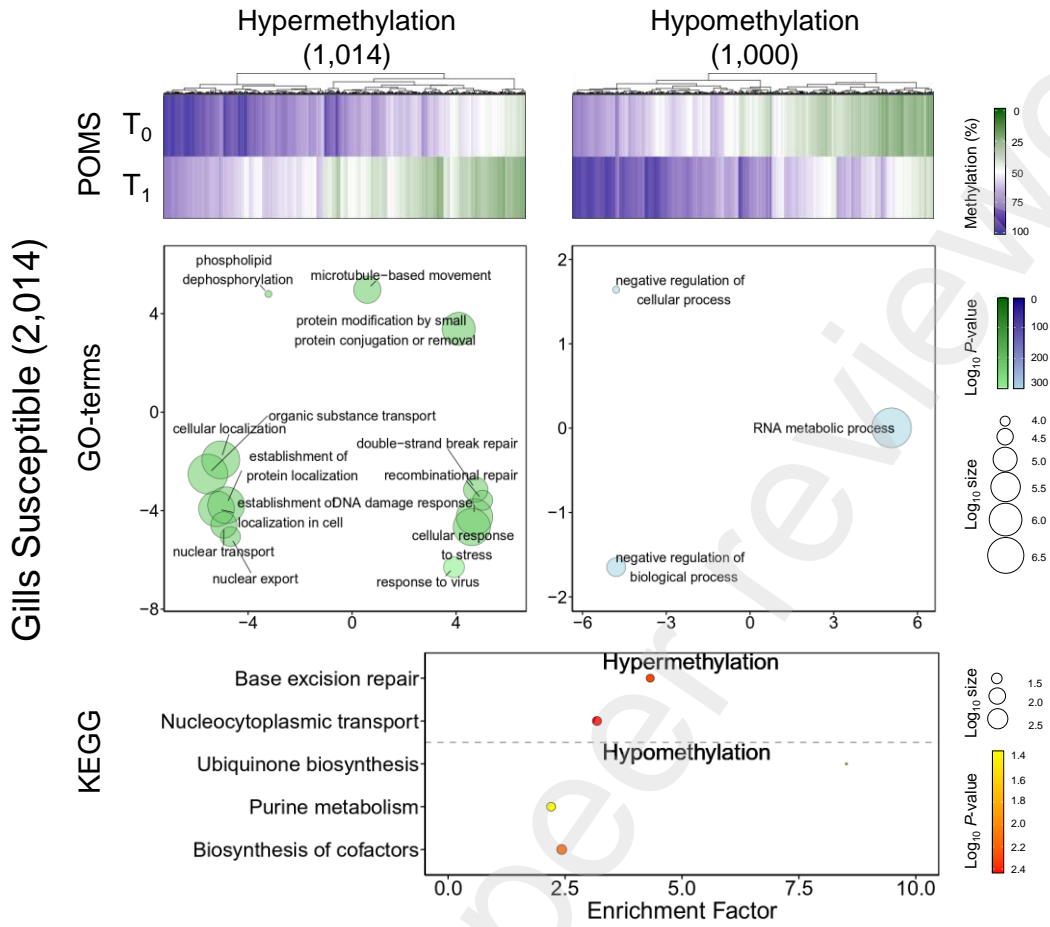 Hypermethylation
(1,014)
Hypomethylation
(1,000)
Gills Susceptible (2,014)
POMS
T0
T1
Methylation (%)
0
25
50
75
100
GO-terms
phospholipid
dephosphorylation
microtubule−based movement
protein modification by small
protein conjugation or removal
organic substance transport
cellular localization
double−strand break repair
establishment of
protein localization
recombinational repair
establishment of
localization in cell
DNA damage response
nuclear transport
nuclear export
cellular response
to stress
response to virus
4
0
−4
−8
−4
0
4
negative regulation of
cellular process
RNA metabolic process
negative regulation of
biological process
2
1
0
−1
−2
−6
−3
0
3
6
Log10 P-value
0
100
200
300
Log10 size
4.0
4.5
5.0
5.5
6.0
6.5
KEGG
Hypermethylation
Base excision repair
Nucleocytoplasmic transport
Hypomethylation
Ubiquinone biosynthesis
Purine metabolism
Biosynthesis of cofactors
0.0
2.5
5.0
7.5
10.0
Enrichment Factor
Log10 size
1.5
2.0
2.5
Log10 P-value
1.4
1.6
1.8
2.0
2.2
2.4
peer reviewe